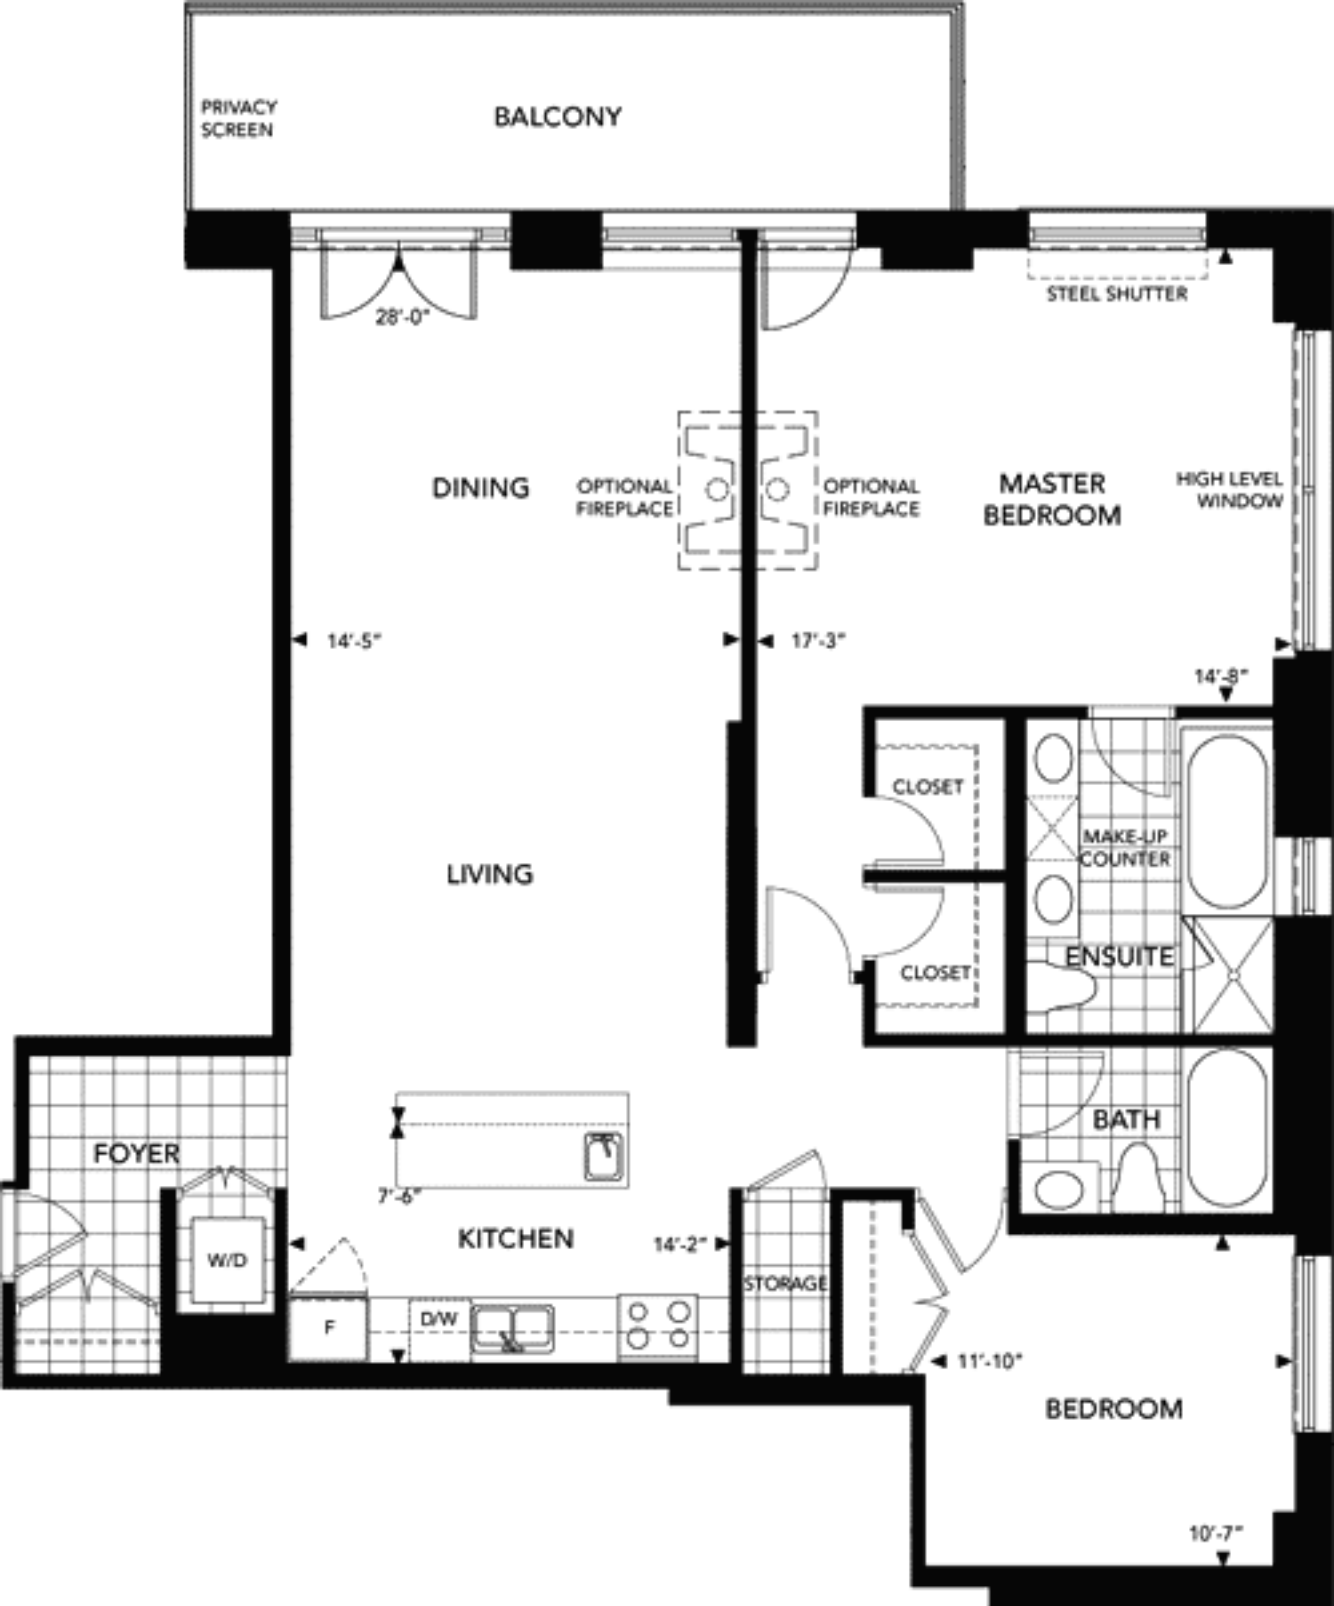 PRIVACY
SCREEN
BALCONY
STEEL SHUTTER
28'-0"
DINING
OPTIONAL
FIREPLACE
OPTIONAL
FIREPLACE
MASTER
BEDROOM
HIGH LEVEL
WINDOW
14'-5"
17'-3"
14'-8"
CLOSET
MAKE-UP
COUNTER
LIVING
ENSUITE
CLOSET
BATH
FOYER
7'-6"
KITCHEN
14'-2"
W/D
STORAGE
F
D/W
11'-10"
BEDROOM
10'-7"